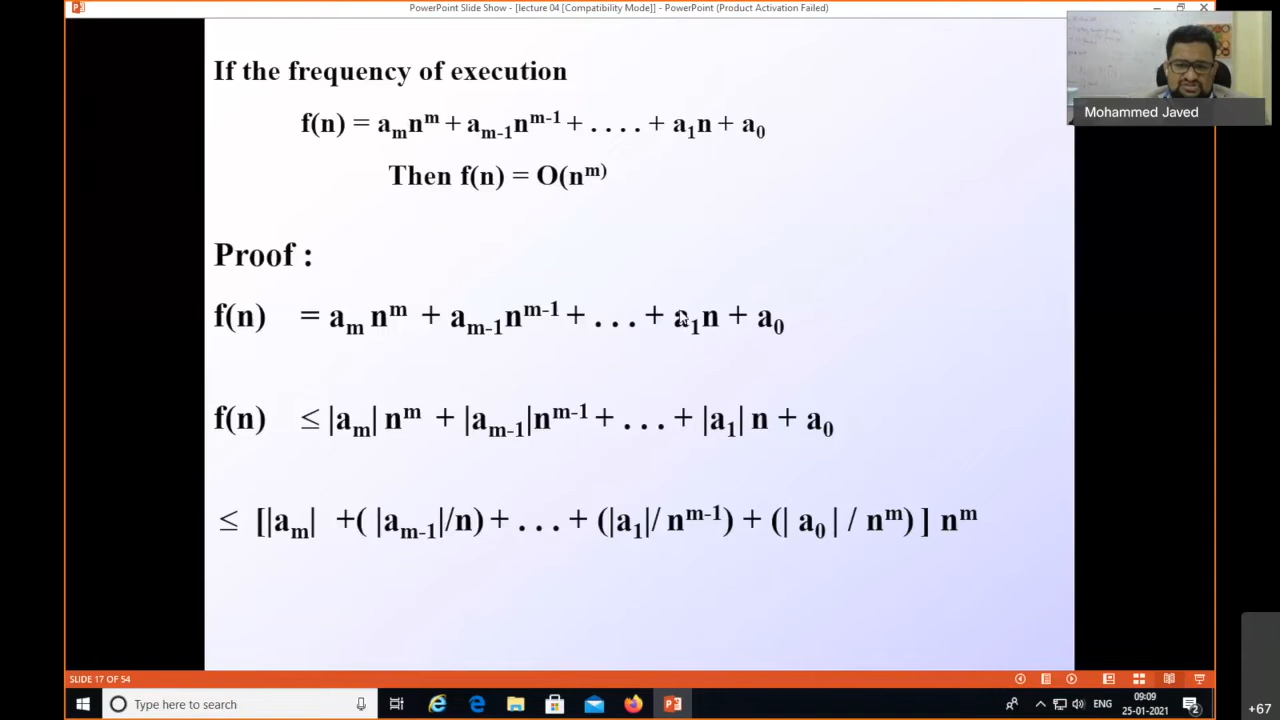 PowerPoint Slide Show - [lecture 04 [Compatibility Mode]] - PowerPoint (Product Activation Failed)
If the frequency of execution
f(n) = aₘnᵐ + aₘ₋₁nᵐ⁻¹ + . . . . + a₁n + a₀
Then f(n) = O(nᵐ⁾
Mohammed Javed
Proof :
f(n) = aₘ nᵐ + aₘ₋₁nᵐ⁻¹ + . . . + a₁n + a₀
f(n) ≤ |aₘ| nᵐ + |aₘ₋₁|nᵐ⁻¹ + . . . + |a₁| n + a₀
≤ [|aₘ| +( |aₘ₋₁|/n) + . . . + (|a₁|/ nᵐ⁻¹) + (| a₀ | / nᵐ) ] nᵐ
SLIDE 17 OF 54
Type here to search
ENG
09:09
25-01-2021
2
+67